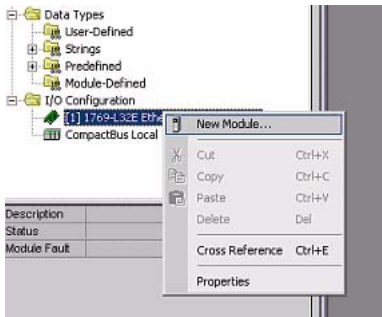 Data Types
User-Defined
Strings
Predefined
Module-Defined
I/O Configuration
[1] 1769-L32E Ethe
CompactBus Local
New Module...
Cut Ctrl+X
Copy Ctrl+C
Paste Ctrl+V
Delete Del
Cross Reference Ctrl+E
Properties
Description
Status
Module Fault